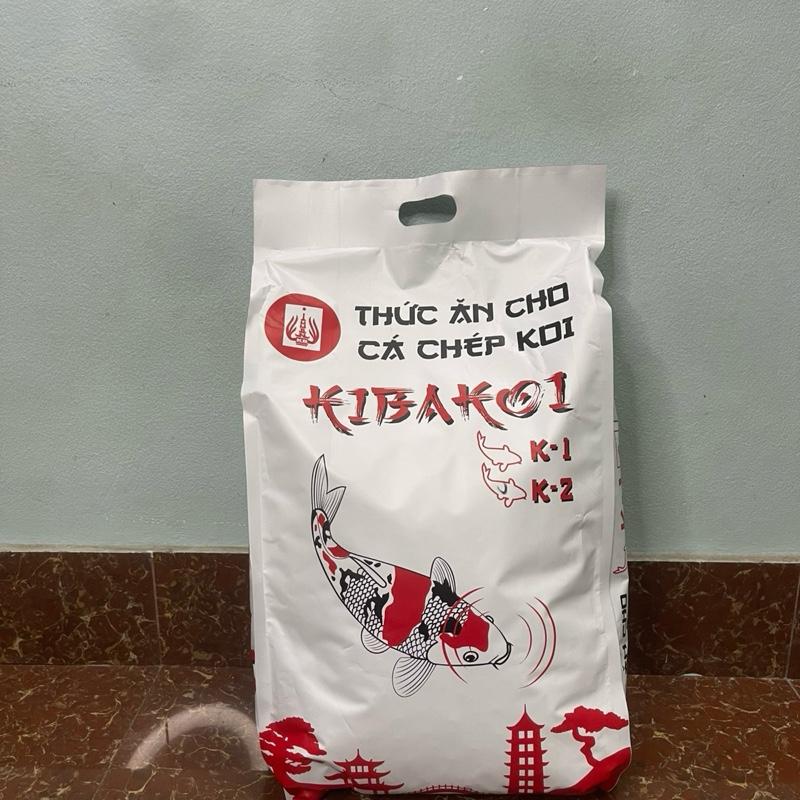 THỨC ĂN CHO
CÁ CHÉP KOI
KIBAKOI
K-1
K-2